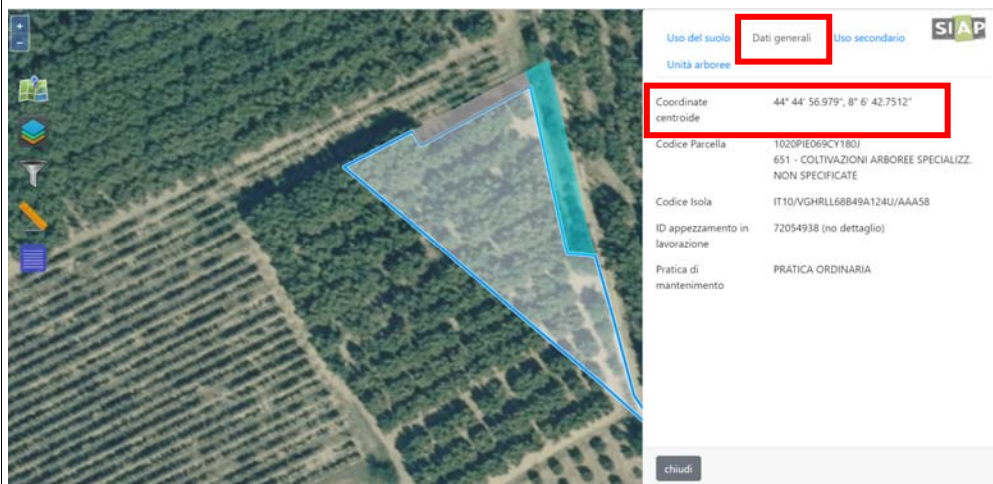 +
-
Uso del suolo Dati generali Uso secondario
SIAP
Unità arboree
Coordinate 44° 44' 56.979", 8° 6' 42.7512"
centroide
Codice Parcella 1020PIE069CY180J
651 - COLTIVAZIONI ARBOREE SPECIALIZZ.
NON SPECIFICATE
Codice Isola IT10/VGHRLL68B49A124U/AAA58
ID appezzamento in 72054938 (no dettaglio)
lavorazione
Pratica di PRATICA ORDINARIA
mantenimento
chiudi